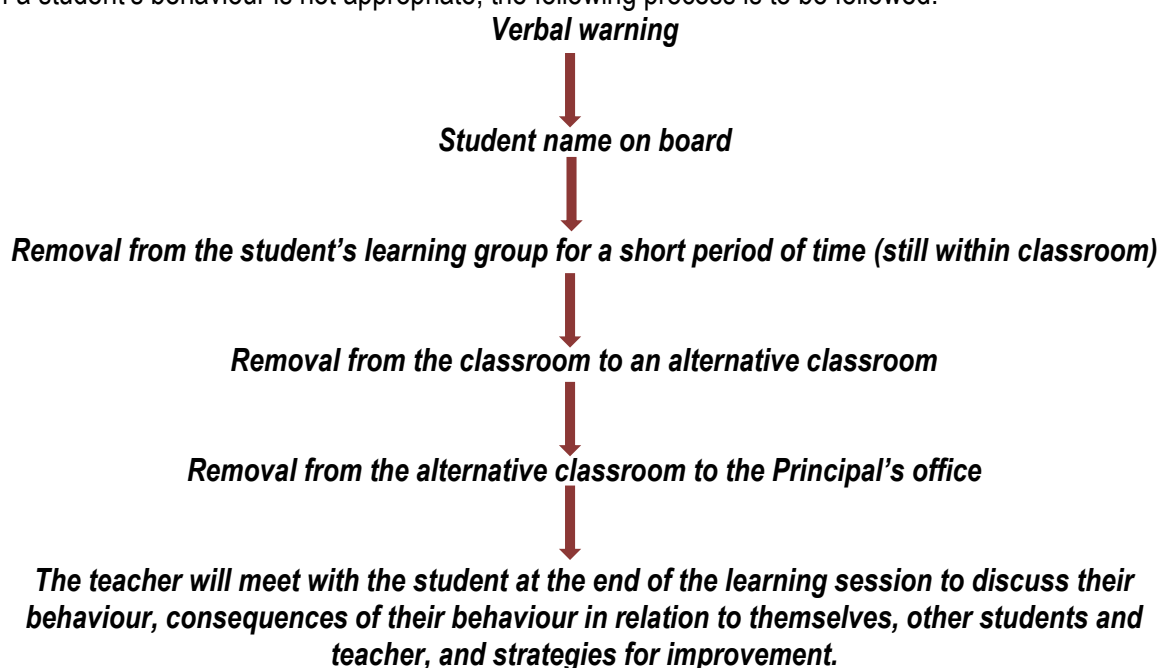 a student's behaviour is not appropriate, the following process is to be followed:
Verbal warning
Student name on board
Removal from the student's learning group for a short period of time (still within classroom)
Removal from the classroom to an alternative classroom
Removal from the alternative classroom to the Principal's office
The teacher will meet with the student at the end of the learning session to discuss their
behaviour, consequences of their behaviour in relation to themselves, other students and
teacher, and strategies for improvement.